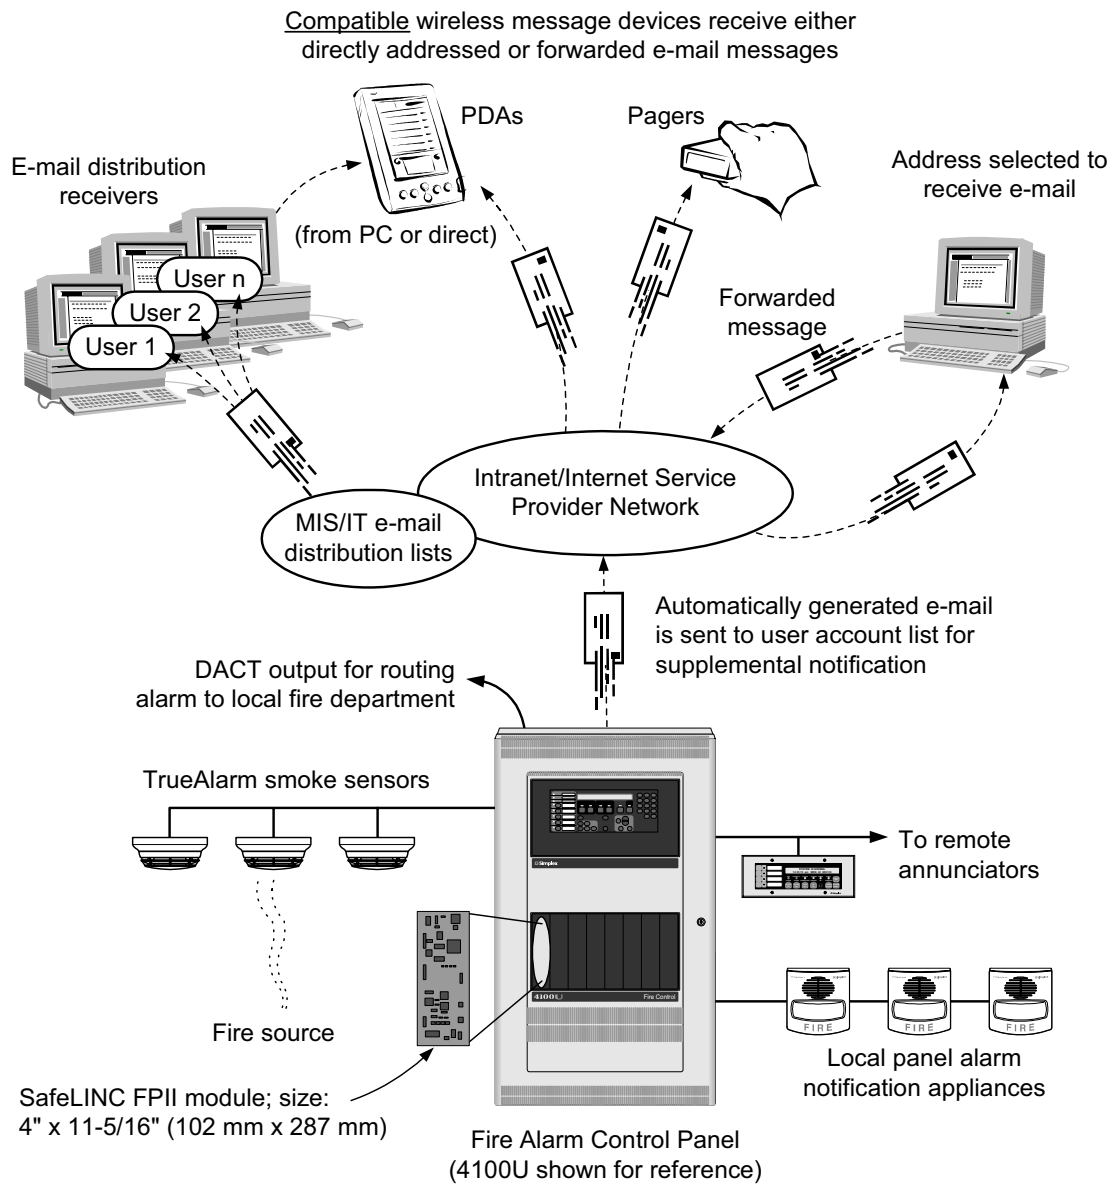 Compatible wireless message devices receive either
directly addressed or forwarded e-mail messages
PDAs
Pagers
E-mail distribution
receivers
Address selected to
receive e-mail
(from PC or direct)
User n
User 2
User 1
Forwarded
message
Intranet/Internet Service
Provider Network
MIS/IT e-mail
distribution lists
Automatically generated e-mail
is sent to user account list for
supplemental notification
DACT output for routing
alarm to local fire department
TrueAlarm smoke sensors
To remote
annunciators
Simplex
4100U
Fire Control
Fire source
FIRE
FIRE
FIRE
Local panel alarm
notification appliances
SafeLINC FPII module; size:
4" x 11-5/16" (102 mm x 287 mm)
Fire Alarm Control Panel
(4100U shown for reference)